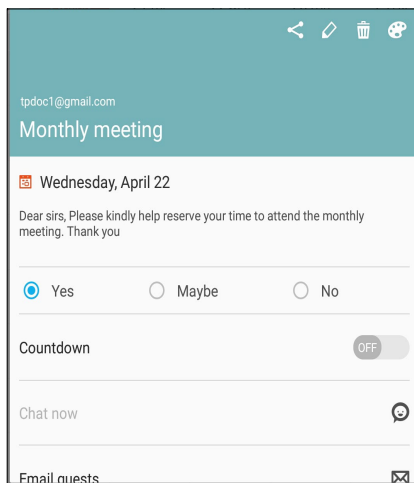 tpdoc1@gmail.com
Monthly meeting
Wednesday, April 22
Dear sirs, Please kindly help reserve your time to attend the monthly
meeting. Thank you
Yes Maybe No
Countdown OFF
Chat now
Email guests